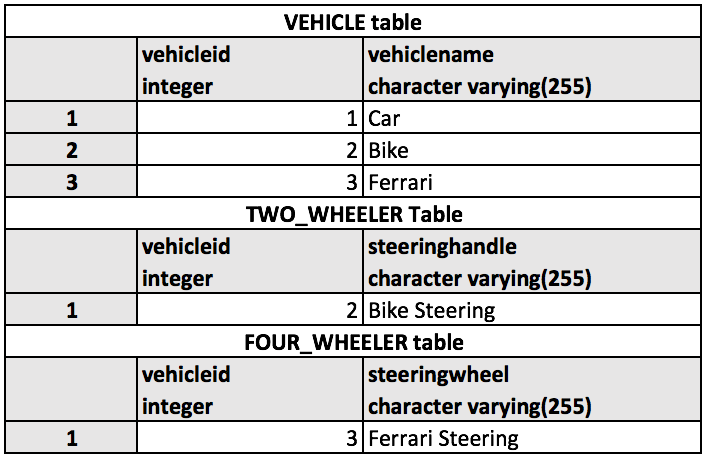 VEHICLE table
vehicleid vehiclename
integer character varying(255)
1 1 Car
2 2 Bike
3 3 Ferrari
TWO_WHEELER Table
vehicleid steeringhandle
integer character varying(255)
1 2 Bike Steering
FOUR_WHEELER table
vehicleid steeringwheel
integer character varying(255)
1 3 Ferrari Steering